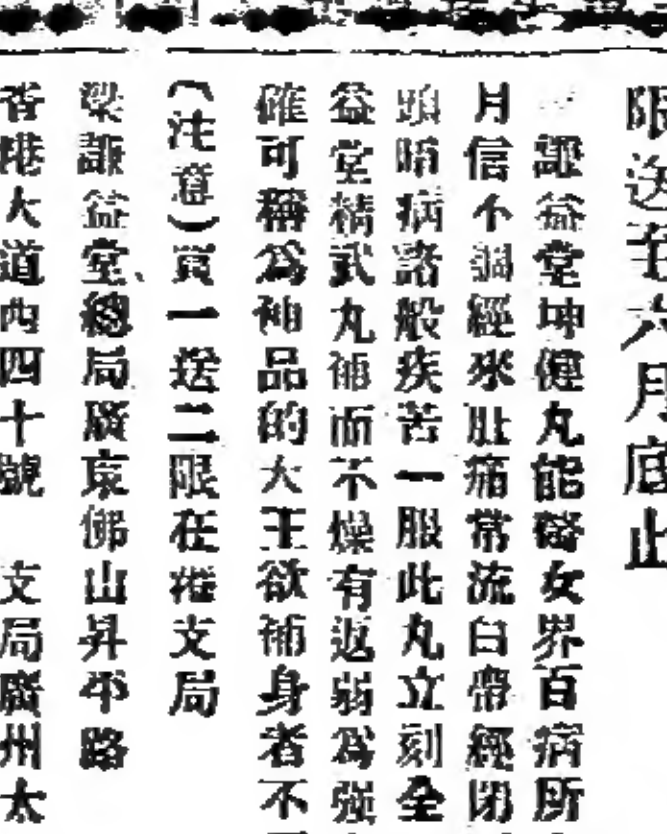 限送至六月底止
謙益堂坤健丸能醫女界百病所
月信不調經來肚痛常流白帶經閉
頭晒病諸般疾苦一服此丸立刻全
益堂精武丸補而不燥有返弱為强
確可稱為神品的大王欲補身者不
(注意)買一送二限在港支局
梁謙益堂、總局廣東佛山昇平路
香港大道西四十號 支局廣州太